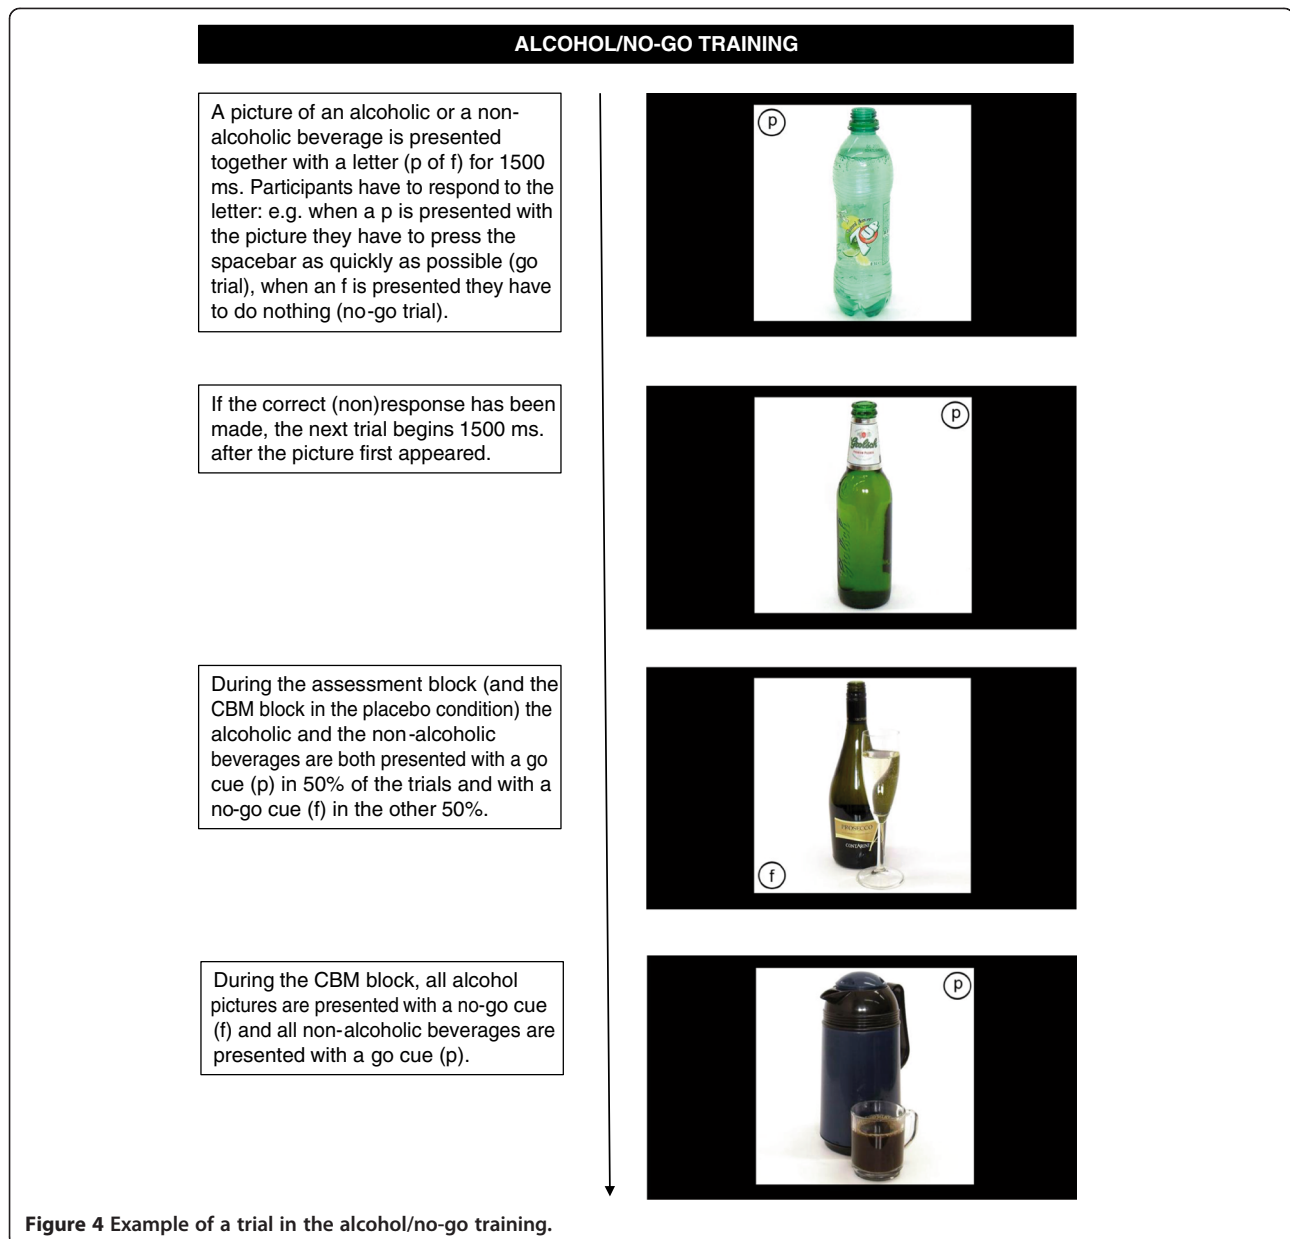 ALCOHOL/NO-GO TRAINING
A picture of an alcoholic or a non-
alcoholic beverage is presented
together with a letter (p of f) for 1500
ms. Participants have to respond to the
letter: e.g. when a p is presented with
the picture they have to press the
spacebar as quickly as possible (go
trial), when an f is presented they have
to do nothing (no-go trial).
p
If the correct (non)response has been
made, the next trial begins 1500 ms.
after the picture first appeared.
p
Grolsch
Grolsch
During the assessment block (and the
CBM block in the placebo condition) the
alcoholic and the non-alcoholic
beverages are both presented with a go
cue (p) in 50% of the trials and with a
no-go cue (f) in the other 50%.
PROSECCO
f
During the CBM block, all alcohol
pictures are presented with a no-go cue
(f) and all non-alcoholic beverages are
presented with a go cue (p).
p
Figure 4 Example of a trial in the alcohol/no-go training.